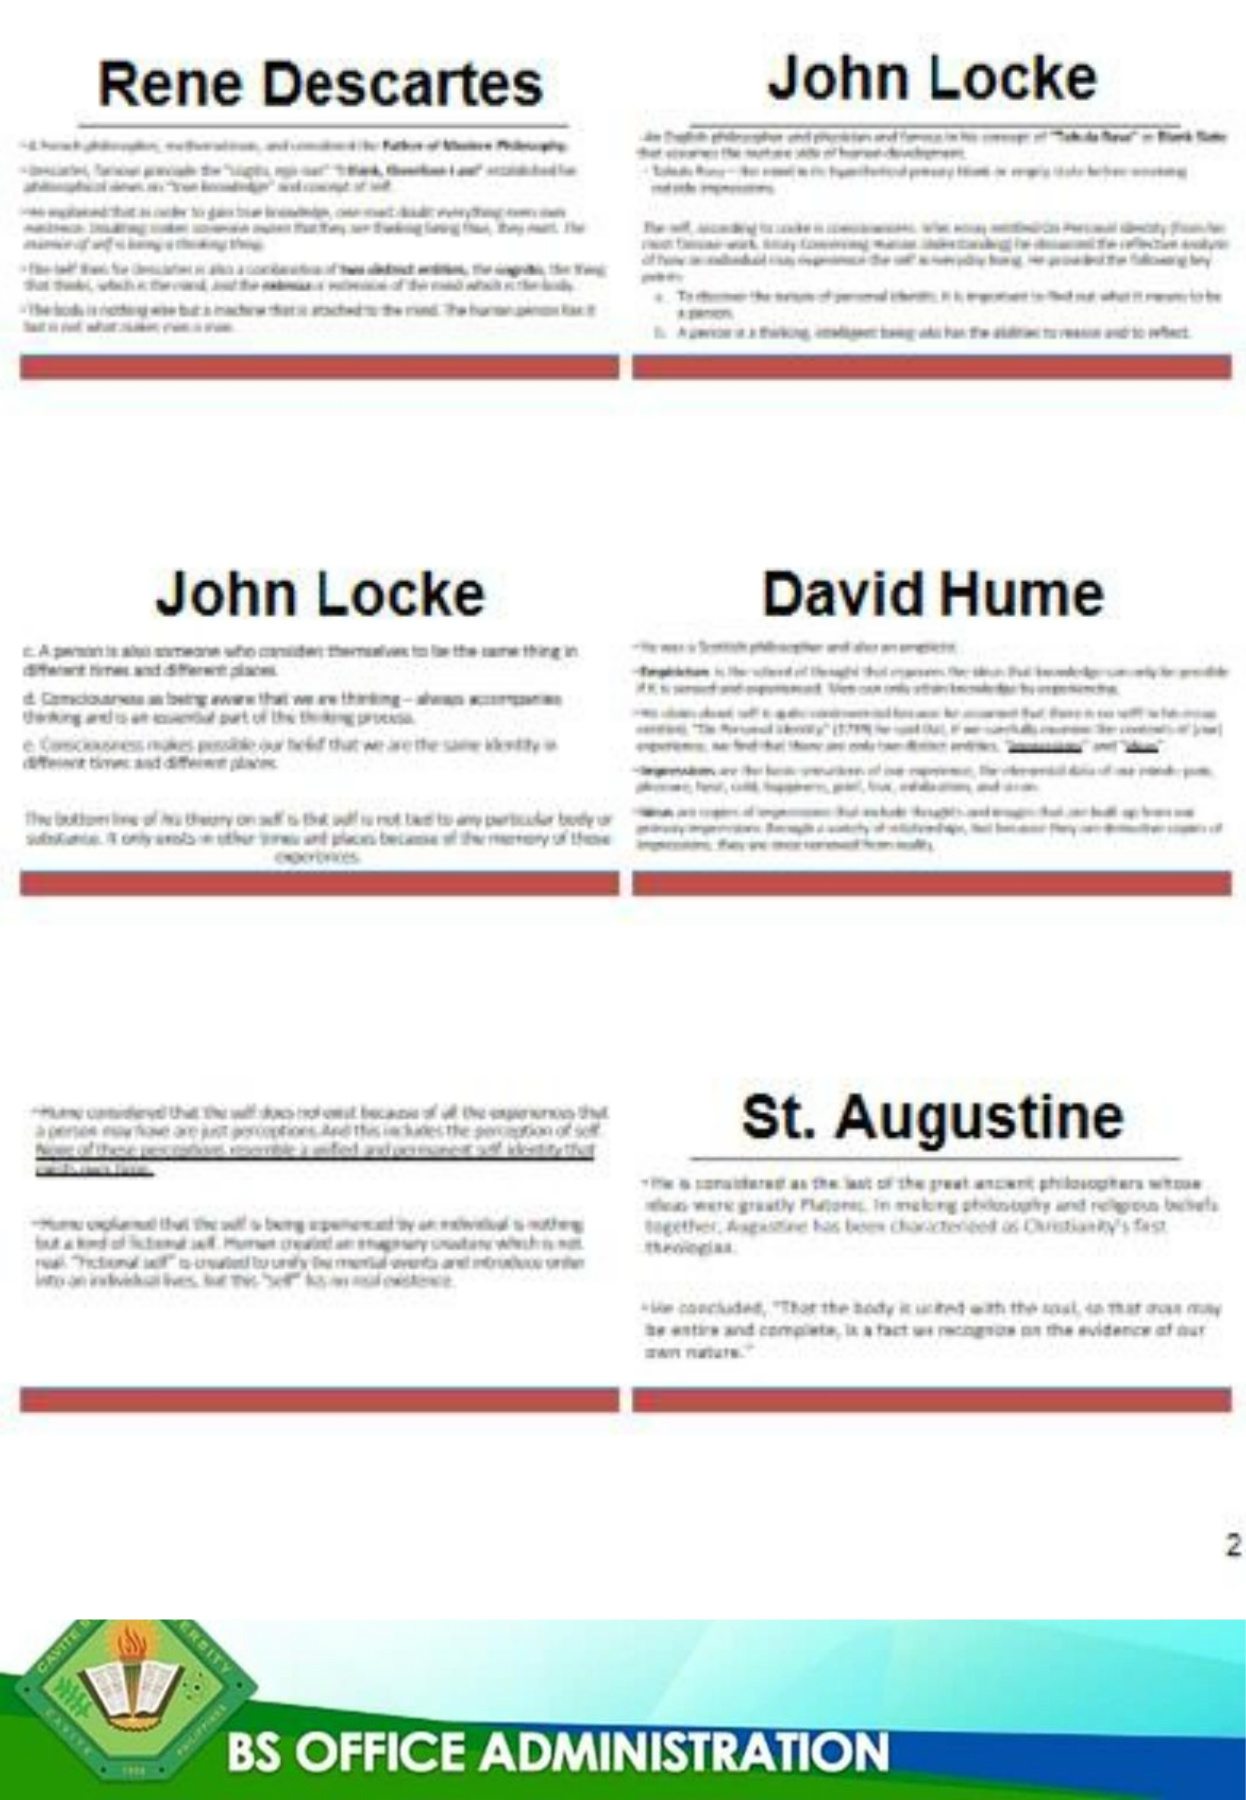 Rene Descartes
•A French philosopher, mathematician, and considered the Father of Modern Philosophy.
•Descartes, famous principle the "cogito, ergo sum" "I think, therefore I am" established his
philosophical views on "true knowledge" and concept of self.
•He explained that in order to gain true knowledge, one must doubt everything even own
existence. Doubting makes someone aware that they are thinking being thus, they exist. The
essence of self is being a thinking thing.
•The self then for Descartes is also a combination of two distinct entities, the cogito, the thing
that thinks, which is the mind, and the extenza or extension of the mind which is the body.
•The body is nothing else but a machine that is attached to the mind. The human person has it
but is not what makes man a man.
John Locke
An English philosopher and physician and famous in his concept of "Tabula Rasa" or Blank Slate
that assumes the nurture side of human development.
Tabula Rasa – the mind in its hypothetical primary blank or empty state before receiving
outside impressions.
The self, according to Locke is consciousness. In his essay entitled On Personal Identity (from his
most famous work, Essay Concerning Human Understanding) he discussed the reflective analysis
of how an individual may experience the self in everyday living. He provided the following key
points:
a. To discover the nature of personal identity, it is important to find out what it means to be
a person.
b. A person is a thinking, intelligent being who has the abilities to reason and to reflect.
John Locke
c. A person is also someone who considers themselves to be the same thing in
different times and different places.
d. Consciousness as being aware that we are thinking – always accompanies
thinking and is an essential part of the thinking process.
e. Consciousness makes possible our belief that we are the same identity in
different times and different places.
The bottom line of his theory on self is that self is not tied to any particular body or
substance. It only exists in other times and places because of the memory of those
experiences.
David Hume
•He was a Scottish philosopher and also an empiricist.
•Empiricism is the school of thought that espouses the idea that knowledge can only be possible
if it is sensed and experienced. Man can only attain knowledge by experiencing.
•His claim about self is quite controversial because he assumed that there is no self! In his essay
entitled, "On Personal Identity" (1739) he said that, if we carefully examine the contents of [our]
experience, we find that there are only two distinct entities, "impressions" and "ideas".
•Impressions are the basic sensations of our experience, the elemental data of our minds: pain,
pleasure, heat, cold, happiness, grief, fear, exhilaration, and so on.
•Ideas are copies of impressions that include thoughts and images that are built up from our
primary impressions through a variety of relationships, but because they are derivative copies of
impressions, they are once removed from reality.
•Hume considered that the self does not exist because of all the experiences that
a person may have are just perceptions. And this includes the perception of self.
None of these perceptions resemble a unified and permanent self identity that
•Hume explained that the self is being experienced by an individual is nothing
but a kind of fictional self. Human created an imaginary creature which is not
real. "Fictional self" is created to unify the mental events and introduce order
into an individual lives, but this "self" has no real existence.
St. Augustine
•He is considered as the last of the great ancient philosophers whose
ideas were greatly Platonic. In melding philosophy and religious beliefs
together, Augustine has been characterized as Christianity's first
theologian.
•He concluded, "That the body is united with the soul, so that man may
be entire and complete, is a fact we recognize on the evidence of our
own nature."
2
CAVITE
CAVITE
PHILIPPINES
BS OFFICE ADMINISTRATION